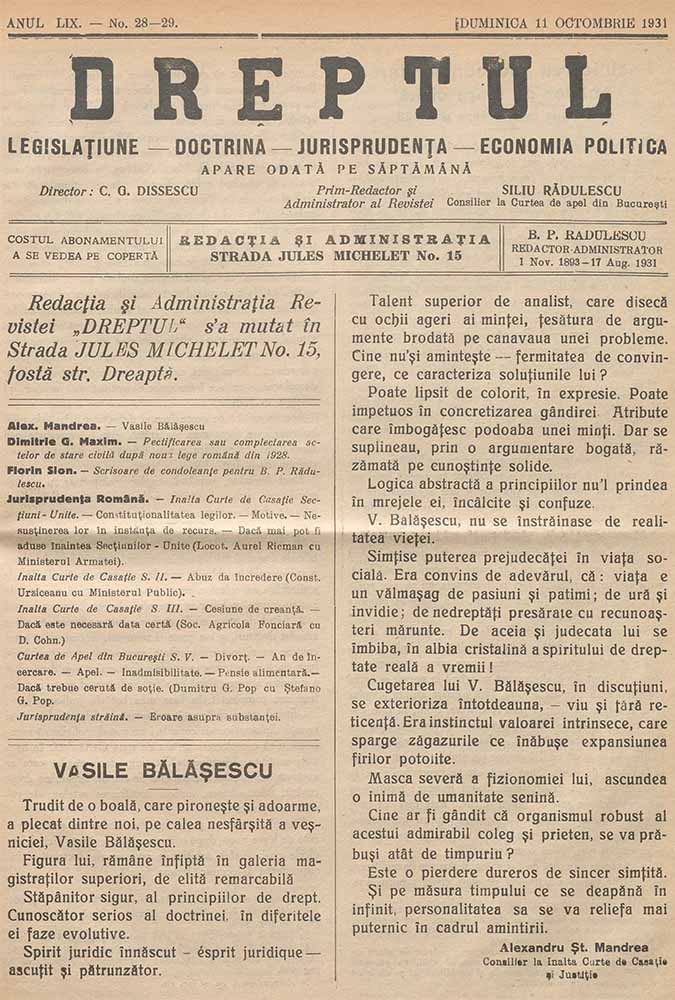 ANUL LIX. — No. 28—29.
DUMINICA 11 OCTOMBRIE 1931
DREPTUL
LEGISLAŢIUNE — DOCTRINA — JURISPRUDENŢA — ECONOMIA POLITICA
APARE ODATĂ PE SĂPTĂMÂNĂ
Director: C. G. DISSESCU
Prim-Redactor şi
Administrator al Revistei
SILIU RĂDULESCU
Consilier la Curtea de apel din Bucureşti
COSTUL ABONAMENTULUI
A SE VEDEA PE COPERTĂ
REDACTIA ŞI ADMINISTRAŢIA
STRADA JULES MICHELET No. 15
B. P. RADULESCU
REDACTOR-ADMINISTRATOR
1 Nov. 1893—17 Aug. 1931
Redacţia şi Administraţia Re-
vistei „DREPTUL“ s'a mutat în
Strada JULES MICHELET No. 15,
fostă str. Dreaptă.
Alex. Mandrea. — Vasile Bălăşescu
Dimitrie G. Maxim. — Pectificarea sau complectarea ac-
telor de stare civilă după noua lege română din 1928.
Florin Sion. — Scrisoare de condoleanţe pentru B. P. Rădu-
lescu.
Jurisprudenţa Română. — Inalta Curte de Casaţie Sec-
ţiuni-Unite. — Constituţionalitatea legilor. — Motive. — Ne-
susţinerea lor în instanţa de recurs. — Dacă mai pot fi
aduse inaintea Secţiunilor-Unite (Locot. Aurel Ricman cu
Ministerul Armatei).
Inalta Curte de Casaţie S. II. — Abuz da încredere (Const.
Urziceanu cu Ministerul Public).
Inalta Curte de Casaţie S III. — Cesiune de creanţă. —
Dacă este necesară data certă (Soc. Agricola Fonciară cu
D. Cohn.)
Curtea de Apel din Bucureşti S. V. — Divorţ. — An de în-
cercare. — Apel. — Inadmisibilitate. — Pensie alimentară.—
Dacă trebue cerută de soţie. (Dumitru G. Pop cu Ştefano
G. Pop.
Jurisprudenţa străină. — Eroare asupra substanţei.
VASILE BĂLĂŞESCU
Trudit de o boală, care pironeşte şi adoarme,
a plecat dintre noi, pe calea nesfârşită a veş-
niciei, Vasile Bălăşescu.
Figura lui, rămâne înfiptă în galeria ma-
gistraţilor superiori, de elită remarcabilă
Stăpânitor sigur, al principiilor de drept.
Cunoscător serios al doctrinei, în diferitele
ei faze evolutive.
Spirit juridic înnăscut - ésprit juridique —
ascuţit şi pătrunzător.
Talent superior de analist, care disecă
cu ochii ageri ai minţei, ţesătura de argu-
mente brodată pe canavaua unei probleme.
Cine nu'şi aminteşte — fermitatea de convin-
gere, ce caracteriza soluţiunile lui?
Poate lipsit de colorit, în expresie. Poate
impetuos în concretizarea gândirei. Atribute
care îmbogăţesc podoaba unei minţi. Dar se
suplineau, prin o argumentare bogată, ră-
zămată pe cunoştinţe solide.
Logica abstractă a principiilor nu'l prindea
în mrejele ei, încâlcite şi confuze.
V. Balăşescu, nu se înstrăinase de reali-
tatea vieţei.
Simţise puterea prejudecăţei în viaţa so-
cială. Era convins de adevărul, că: viaţa e
un vălmaşag de pasiuni şi patimi; de ură şi
invidie; de nedreptăţi presărate cu recunoaş-
teri mărunte. De aceia şi judecata lui se
îmbiba, în albia cristalină a spiritului de drep-
tate reală a vremii!
Cugetarea lui V. Bălăşescu, în discuţiuni,
se exterioriza întotdeauna, – viu şi fără re-
ticenţă. Era instinctul valoarei intrinsece, care
sparge zăgazurile ce înăbuşe expansiunea
firilor potolite.
Masca severă a fizionomiei lui, ascundea
o inimă de umanitate senină.
Cine ar fi gândit că organismul robust al
acestui admirabil coleg şi prieten, se va pră-
buşi atât de timpuriu?
Este o pierdere dureros de sincer simţită.
Şi pe măsura timpului ce se deapănă în
infinit, personalitatea sa se va reliefa mai
puternic în cadrul amintirii.
Alexandru Şt. Mandrea
Consilier la Inalta Curte de Casaţie
şi Justiţie